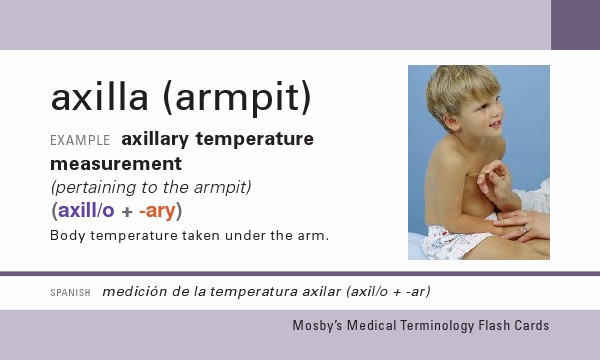 axilla (armpit)
EXAMPLE axillary temperature
measurement
(pertaining to the armpit)
(axill/o + -ary)
Body temperature taken under the arm.
SPANISH medición de la temperatura axilar (axil/o + -ar)
Mosby's Medical Terminology Flash Cards